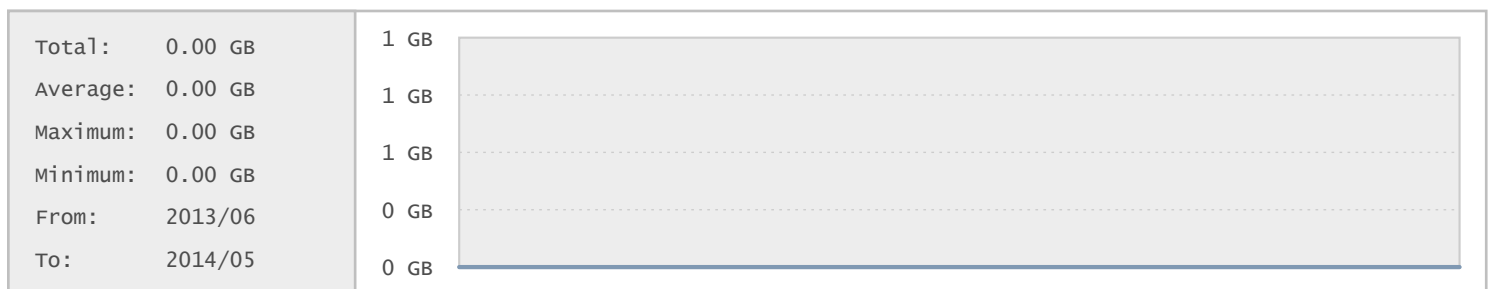 Total: 0.00 GB
Average: 0.00 GB
Maximum: 0.00 GB
Minimum: 0.00 GB
From: 2013/06
To: 2014/05
1 GB
1 GB
1 GB
0 GB
0 GB